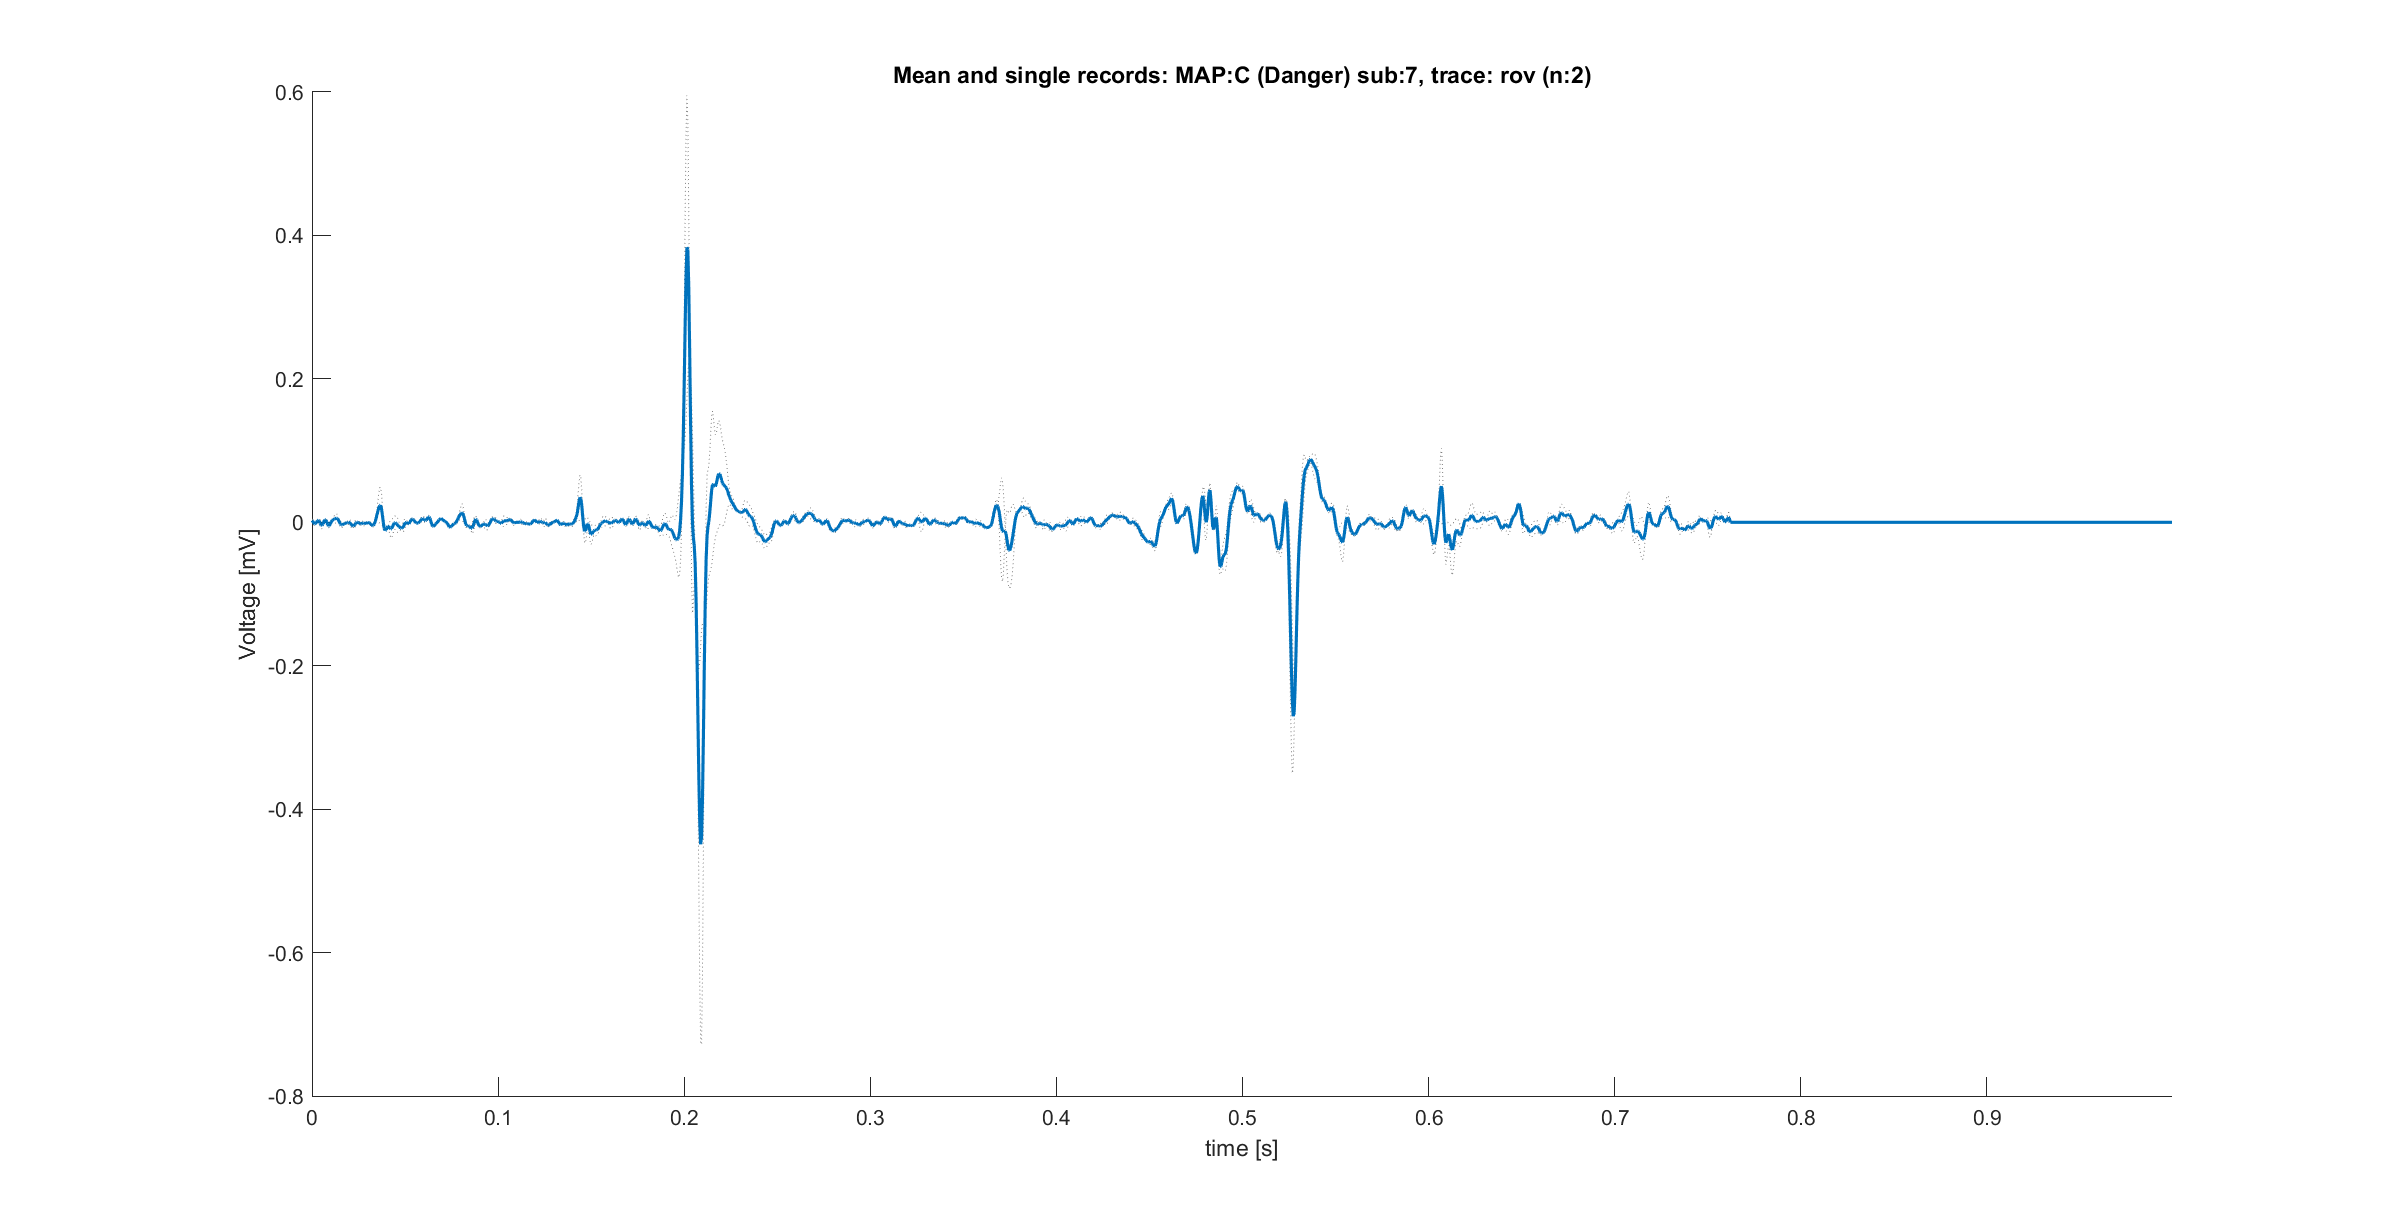 Mean and single records: MAP:C (Danger) sub:7, trace: rov (n:2)
0.6
0.4
0.2
0
-0.2
-0.4
-0.6
-0.8
Voltage [mV]
0 0.1 0.2 0.3 0.4 0.5 0.6 0.7 0.8 0.9
time [s]